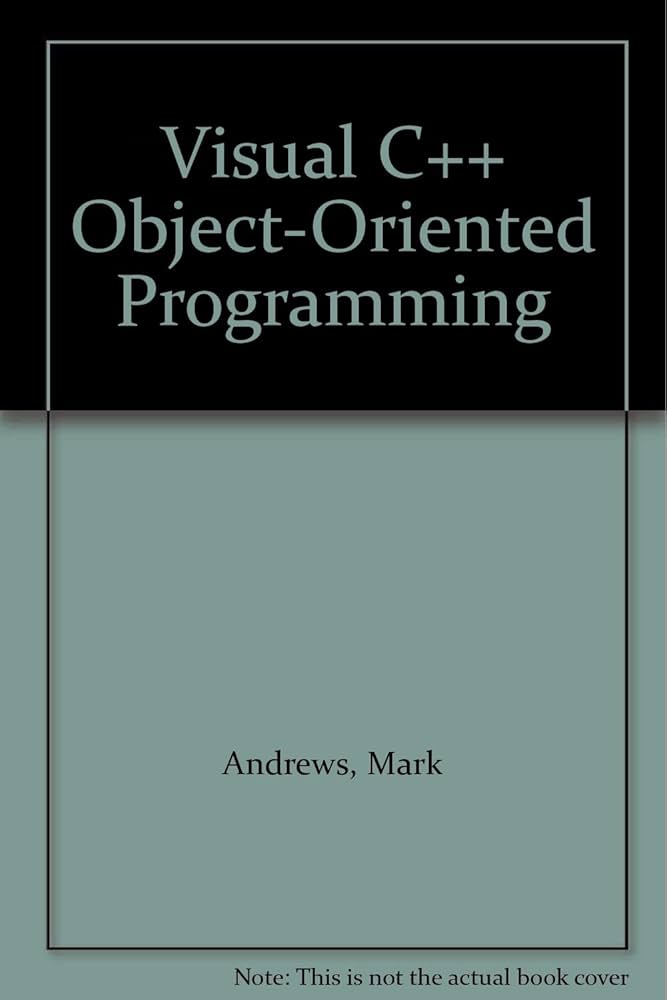 Visual C++
Object-Oriented
Programming
Andrews, Mark
Note: This is not the actual book cover